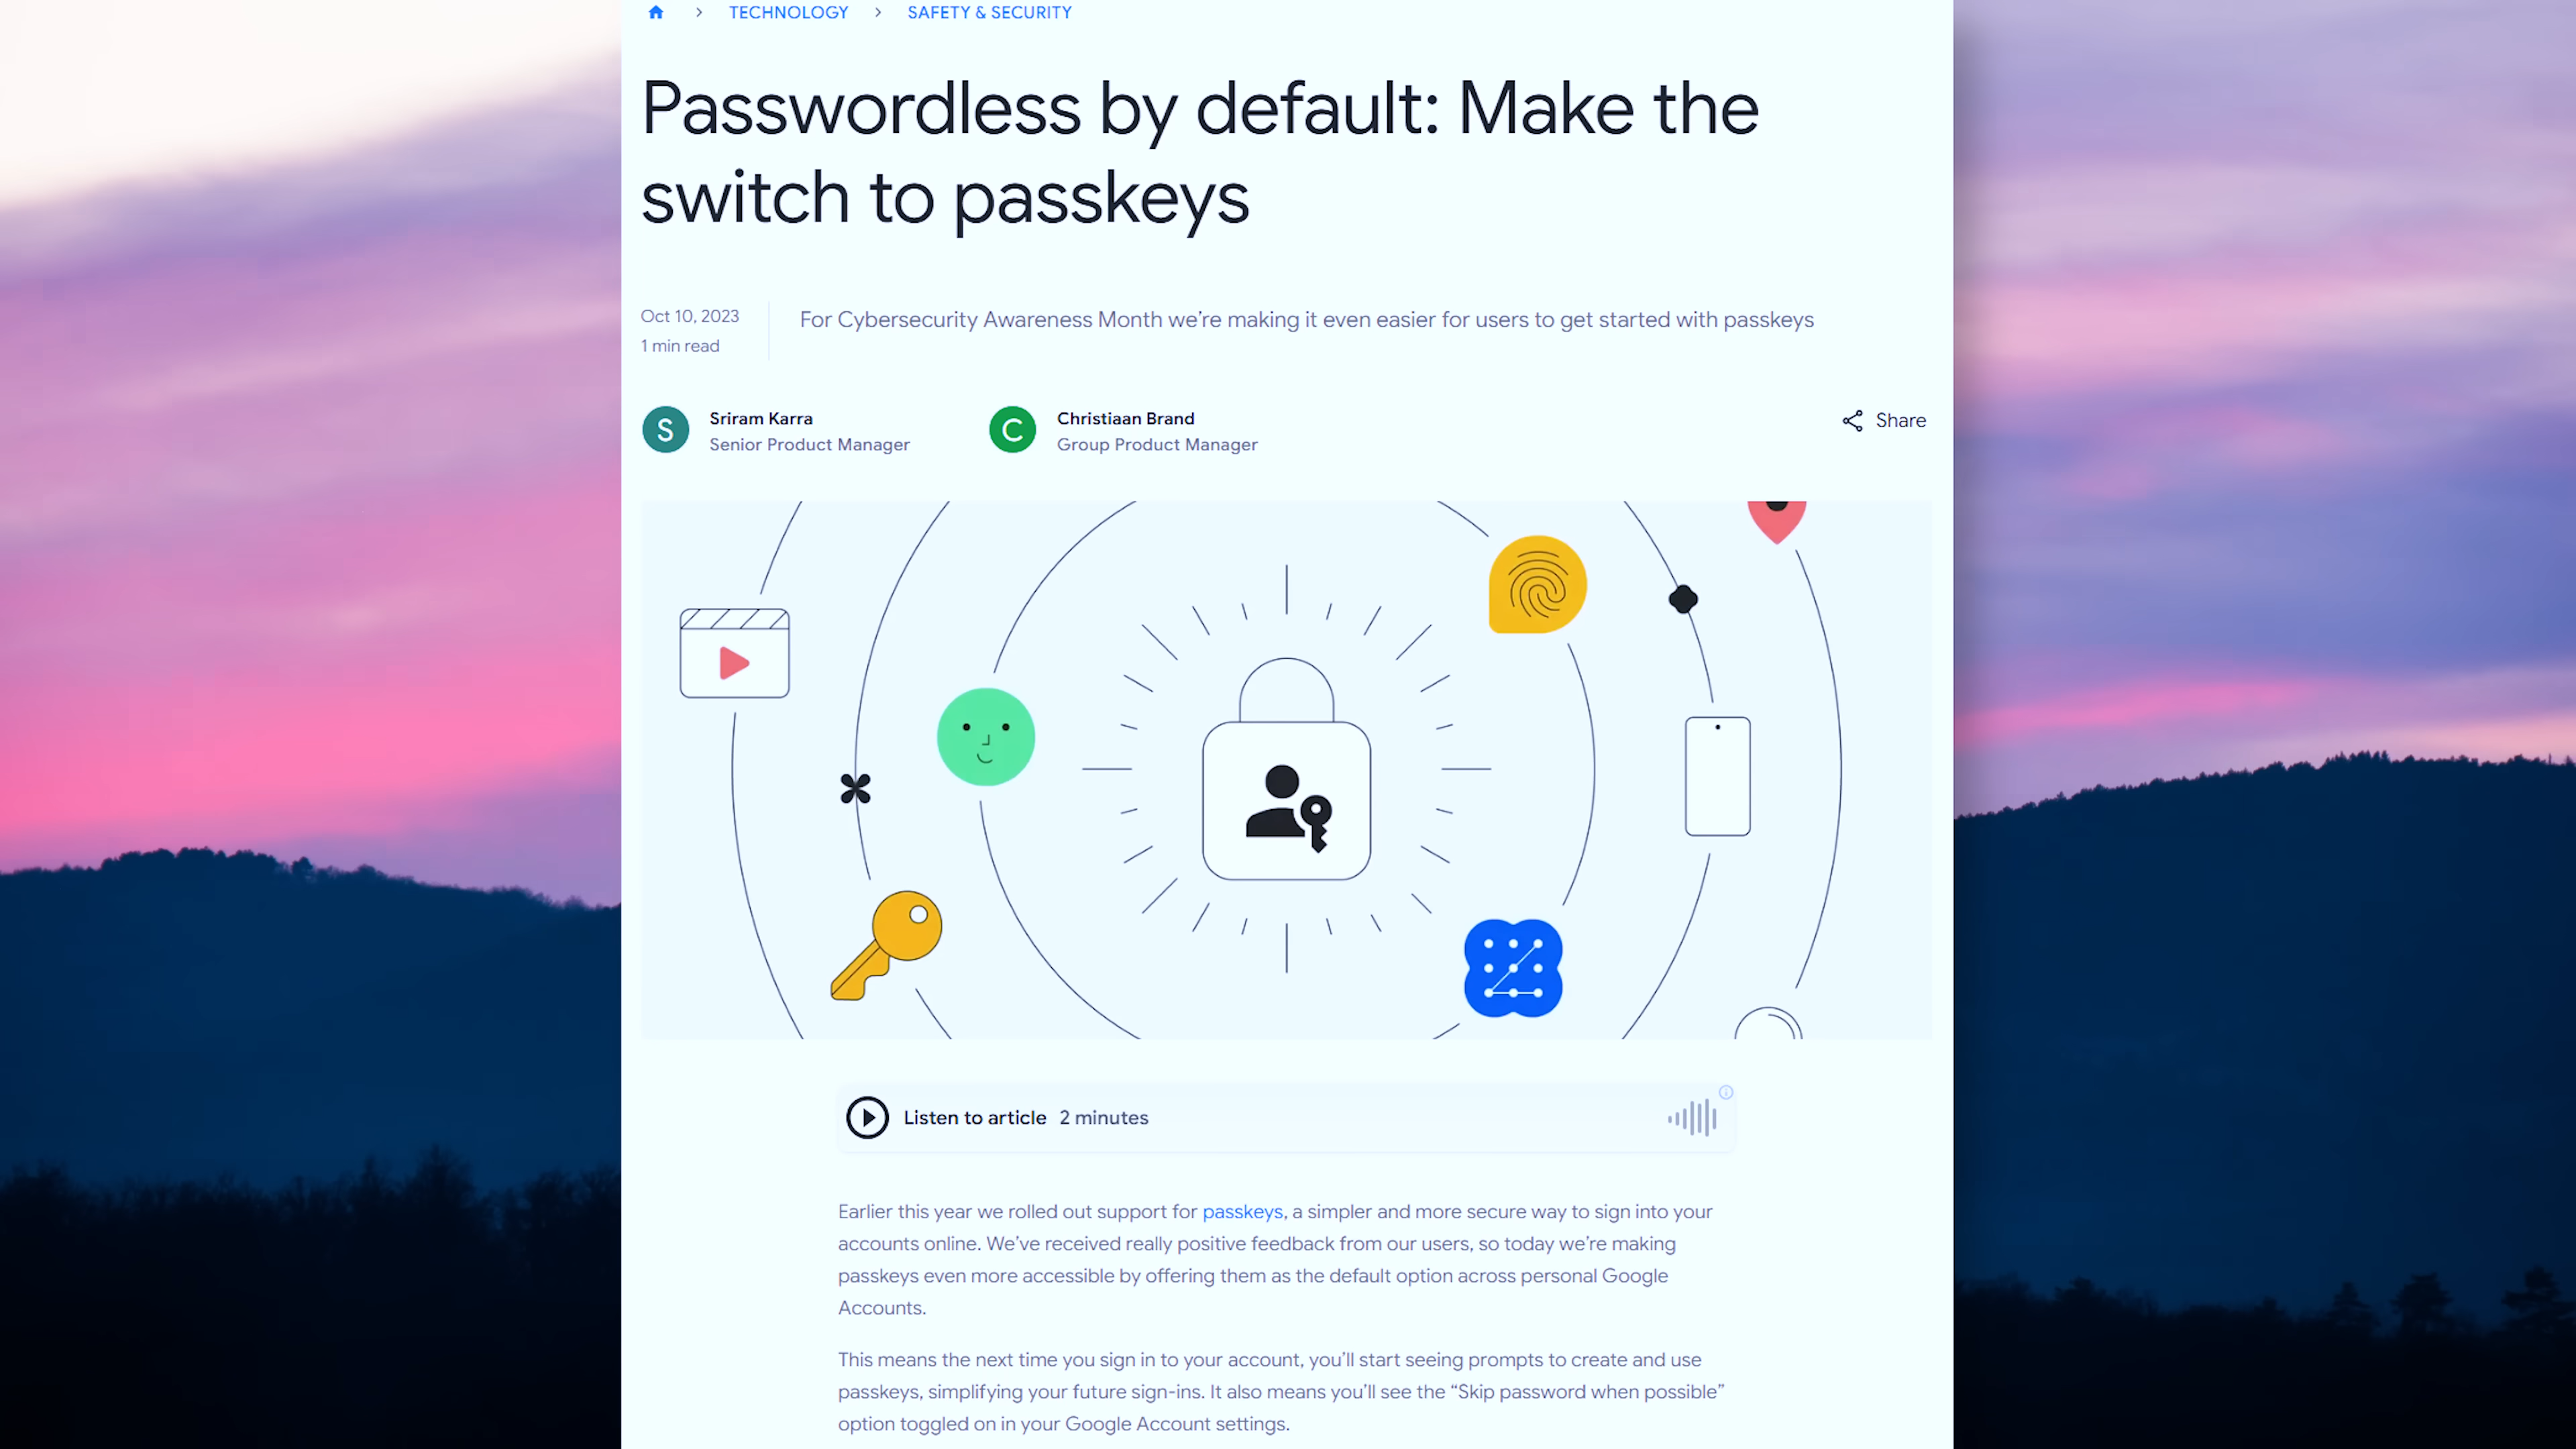 TECHNOLOGY > SAFETY & SECURITY
Passwordless by default: Make the
switch to passkeys
Oct 10, 2023
1 min read
For Cybersecurity Awareness Month we’re making it even easier for users to get started with passkeys
S
Sriram Karra
Senior Product Manager
C
Christiaan Brand
Group Product Manager
Share
Listen to article 2 minutes
Earlier this year we rolled out support for passkeys, a simpler and more secure way to sign into your
accounts online. We’ve received really positive feedback from our users, so today we’re making
passkeys even more accessible by offering them as the default option across personal Google
Accounts.
This means the next time you sign in to your account, you’ll start seeing prompts to create and use
passkeys, simplifying your future sign-ins. It also means you’ll see the “Skip password when possible”
option toggled on in your Google Account settings.